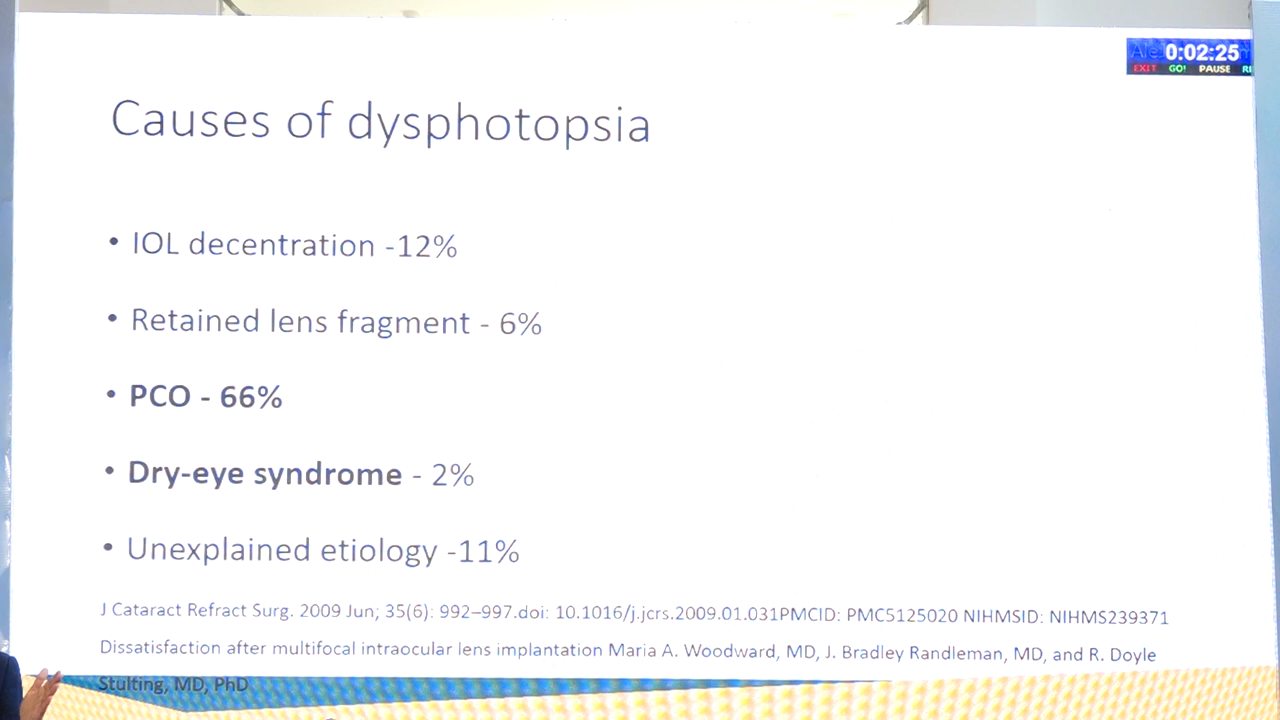 0:02:25
EXIT GO! PAUSE
Causes of dysphotopsia
• IOL decentration -12%
• Retained lens fragment - 6%
• PCO - 66%
• Dry-eye syndrome - 2%
• Unexplained etiology -11%
J Cataract Refract Surg. 2009 Jun; 35(6): 992–997.doi: 10.1016/j.jcrs.2009.01.031PMCID: PMC5125020 NIHMSID: NIHMS239371
Dissatisfaction after multifocal intraocular lens implantation Maria A. Woodward, MD, J. Bradley Randleman, MD, and R. Doyle
Stulting, MD, PhD